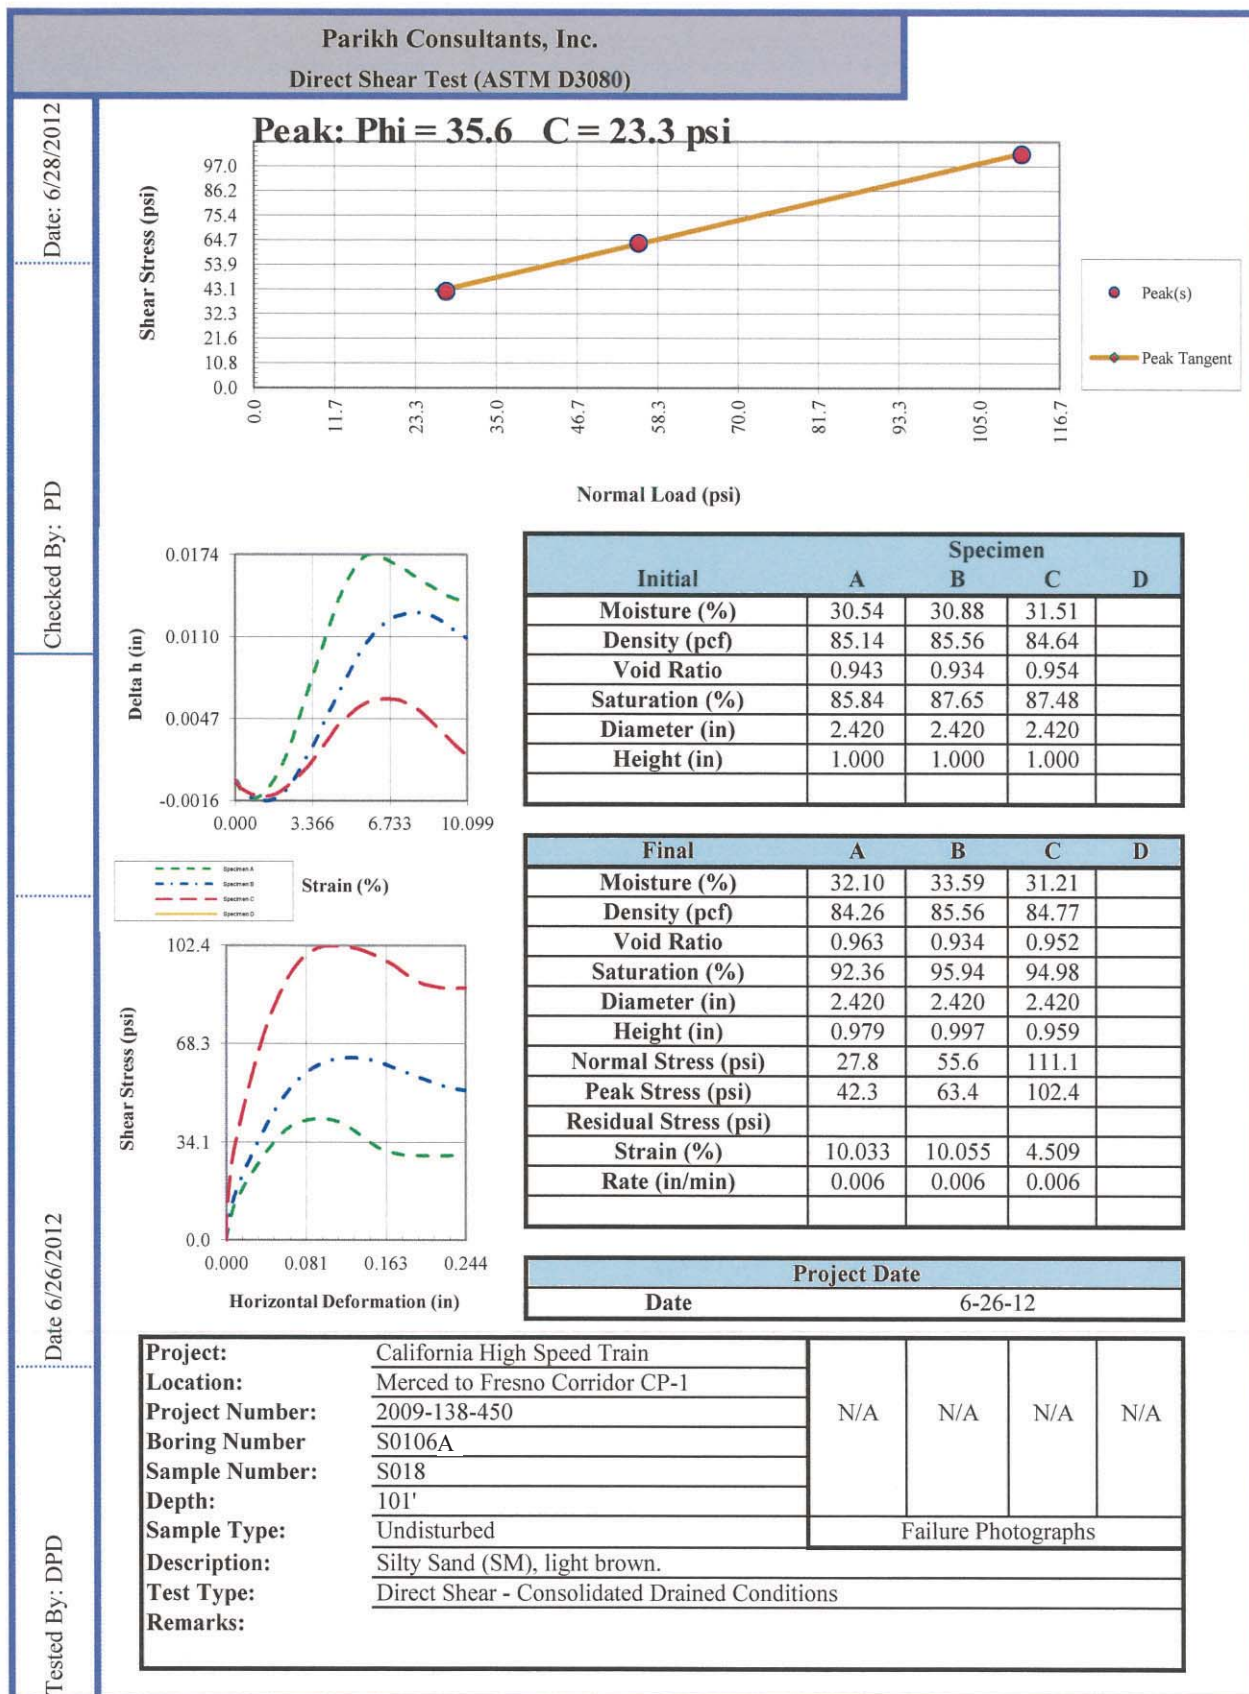 Parikh Consultants, Inc.
Direct Shear Test (ASTM D3080)
Date: 6/28/2012
Checked By: PD
Date 6/26/2012
Tested By: DPD
Peak: Phi = 35.6 C = 23.3 psi
Shear Stress (psi)
97.0
86.2
75.4
64.7
53.9
43.1
32.3
21.6
10.8
0.0
0.0 11.7 23.3 35.0 46.7 58.3 70.0 81.7 93.3 105.0 116.7
Normal Load (psi)
Peak(s)
Peak Tangent
Delta h (in)
0.0174
0.0110
0.0047
-0.0016
0.000 3.366 6.733 10.099
Strain (%)
Specimen A
Specimen B
Specimen C
Specimen D
Shear Stress (psi)
102.4
68.3
34.1
0.0
0.000 0.081 0.163 0.244
Horizontal Deformation (in)
Specimen
Initial A B C D
Moisture (%) 30.54 30.88 31.51
Density (pcf) 85.14 85.56 84.64
Void Ratio 0.943 0.934 0.954
Saturation (%) 85.84 87.65 87.48
Diameter (in) 2.420 2.420 2.420
Height (in) 1.000 1.000 1.000
Final A B C D
Moisture (%) 32.10 33.59 31.21
Density (pcf) 84.26 85.56 84.77
Void Ratio 0.963 0.934 0.952
Saturation (%) 92.36 95.94 94.98
Diameter (in) 2.420 2.420 2.420
Height (in) 0.979 0.997 0.959
Normal Stress (psi) 27.8 55.6 111.1
Peak Stress (psi) 42.3 63.4 102.4
Residual Stress (psi)
Strain (%) 10.033 10.055 4.509
Rate (in/min) 0.006 0.006 0.006
Project Date
Date 6-26-12
Project: California High Speed Train
Location: Merced to Fresno Corridor CP-1
Project Number: 2009-138-450
Boring Number S0106A
Sample Number: S018
Depth: 101'
Sample Type: Undisturbed
Description: Silty Sand (SM), light brown.
Test Type: Direct Shear - Consolidated Drained Conditions
Remarks:
N/A N/A N/A N/A
Failure Photographs